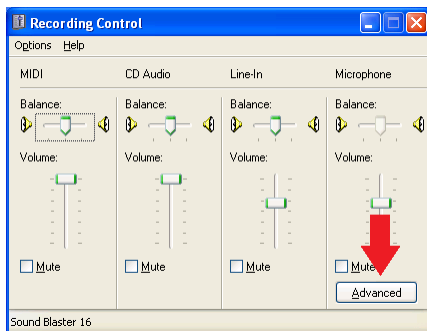 Recording Control
Options Help
MIDI CD Audio Line-In Microphone
Balance: Balance: Balance: Balance:
Volume: Volume: Volume: Volume:
Mute Mute Mute Mute
Advanced
Sound Blaster 16